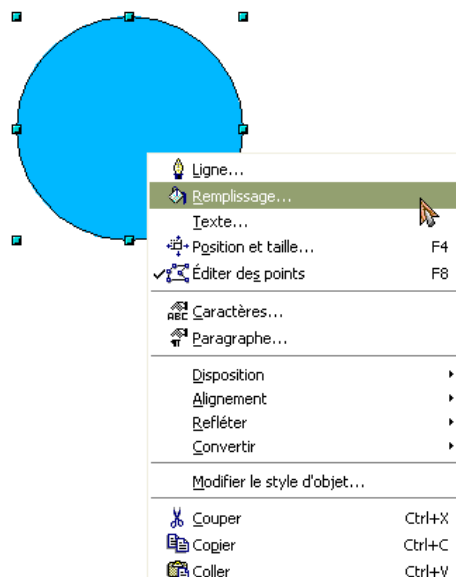 Ligne...
Remplissage...
Texte...
Position et taille... F4
Éditer des points F8
ABC Caractères...
Paragraphe...
Disposition
Alignement
Refléter
Convertir
Modifier le style d'objet...
Couper Ctrl+X
Copier Ctrl+C
Coller Ctrl+V